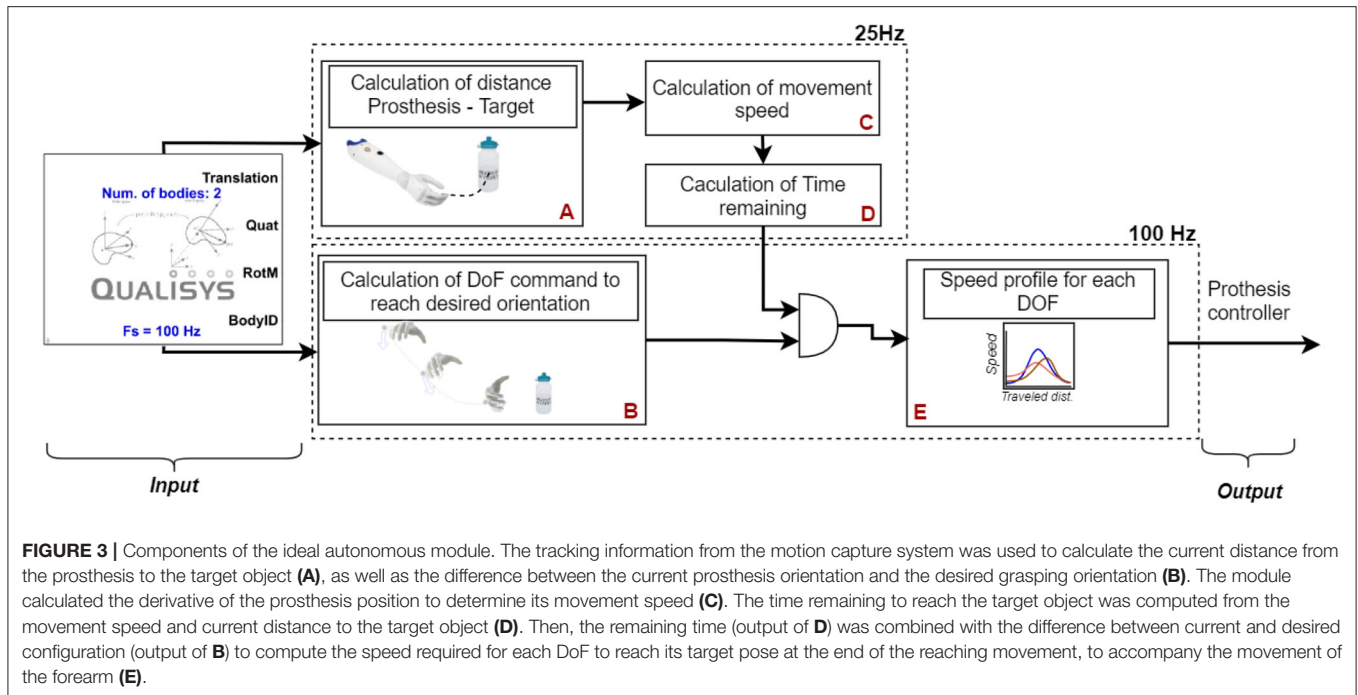 25Hz
Calculation of distance
Prosthesis - Target
A
Calculation of movement
speed
C
Caculation of Time
remaining
D
Translation
Num. of bodies: 2
Quat
RotM
QUALISYS
BodyID
Fs = 100 Hz
Input
100 Hz
Calculation of DoF command to
reach desired orientation
B
Speed profile for each
DOF
Speed
Traveled dist.
E
Prothesis
controller
Output
FIGURE 3 | Components of the ideal autonomous module. The tracking information from the motion capture system was used to calculate the current distance from
the prosthesis to the target object (A), as well as the difference between the current prosthesis orientation and the desired grasping orientation (B). The module
calculated the derivative of the prosthesis position to determine its movement speed (C). The time remaining to reach the target object was computed from the
movement speed and current distance to the target object (D). Then, the remaining time (output of D) was combined with the difference between current and desired
configuration (output of B) to compute the speed required for each DoF to reach its target pose at the end of the reaching movement, to accompany the movement of
the forearm (E).